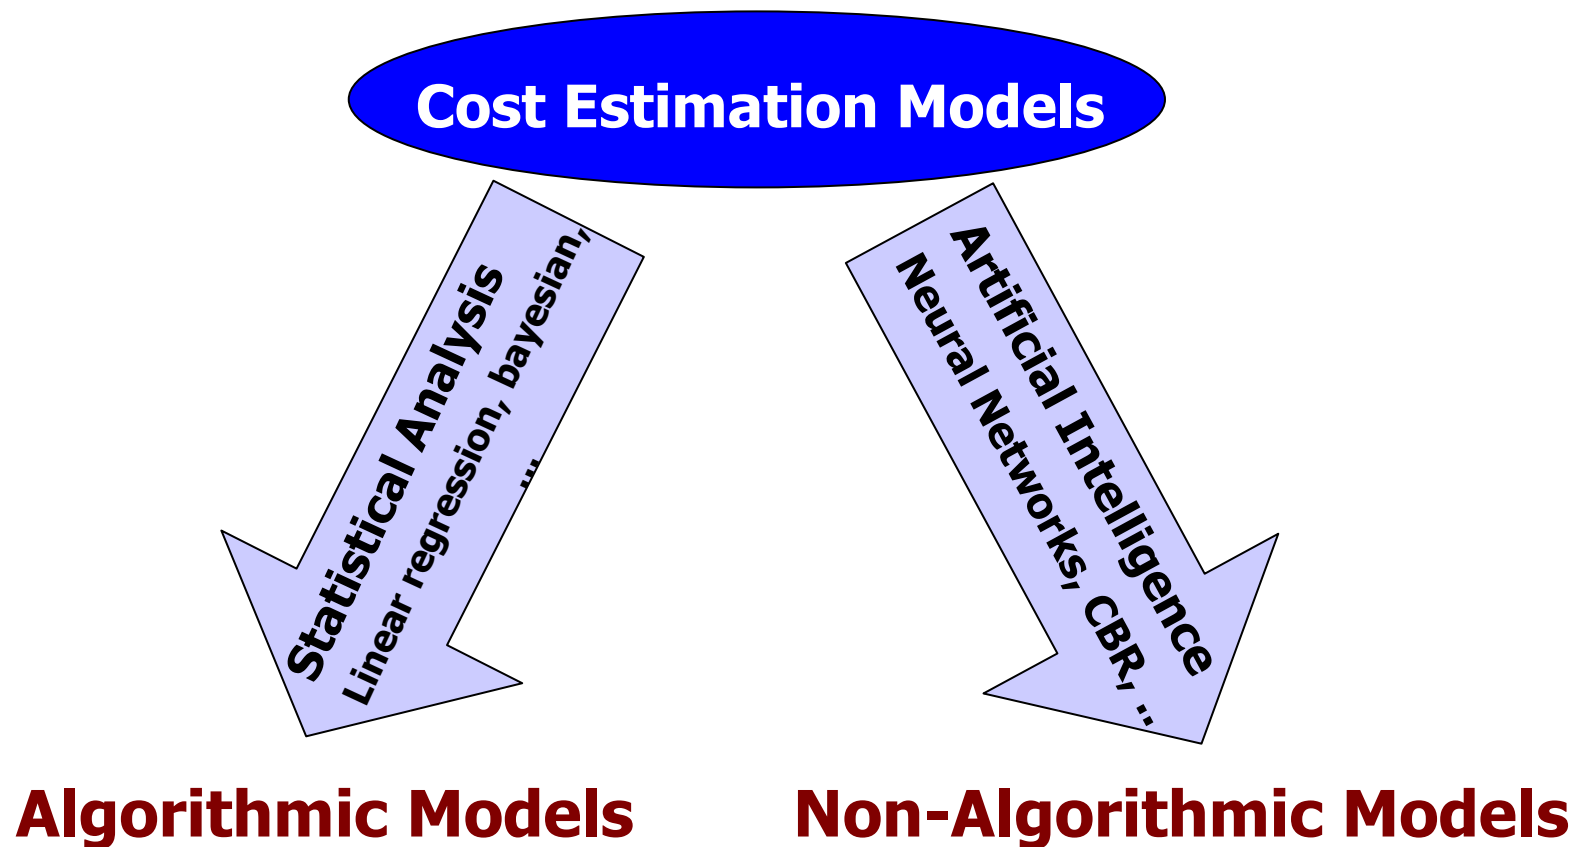 Cost Estimation Models
Statistical Analysis
Linear regression, bayesian,
...
Artificial Intelligence
Neural Networks, CBR, ..
Algorithmic Models
Non-Algorithmic Models